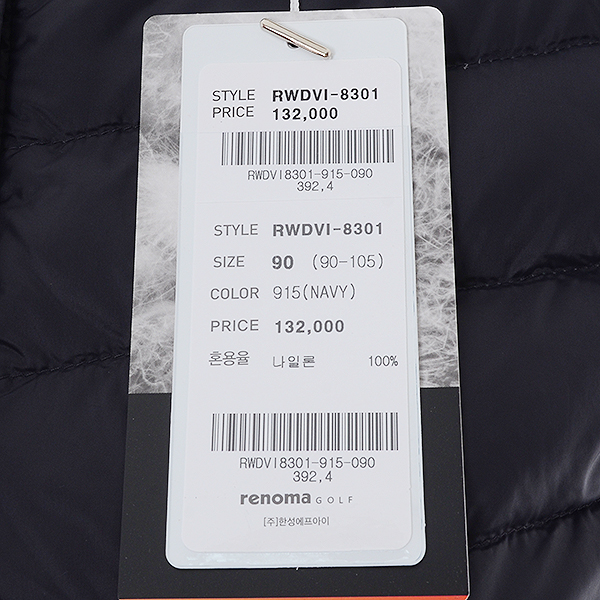 STYLE RWDVI-8301
PRICE 132,000
RWDVI8301-915-090
392,4
STYLE RWDVI-8301
SIZE 90 (90-105)
COLOR 915(NAVY)
PRICE 132,000
혼용율 나일론 100%
RWDVI8301-915-090
392,4
renoma GOLF
[주]한성에프아이